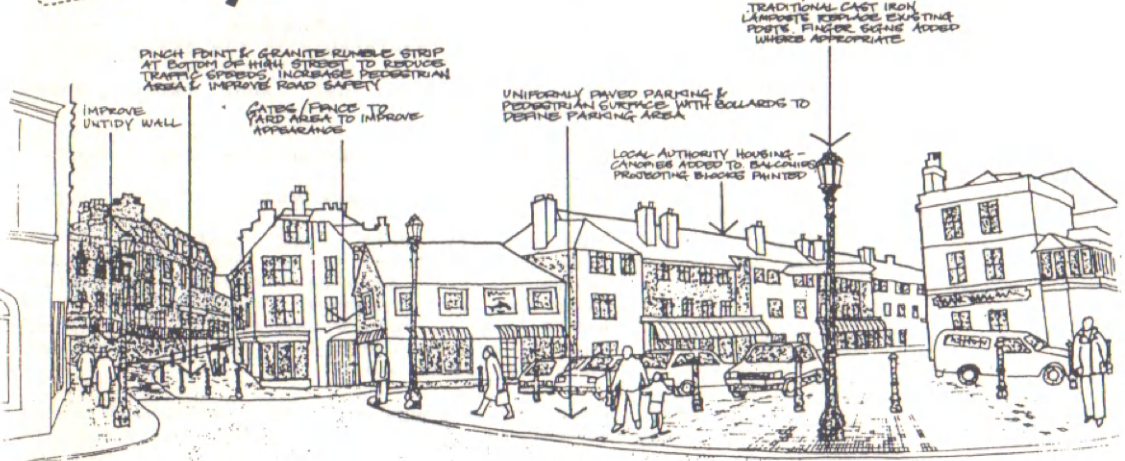 TRADITIONAL CAST IRON
LAMPOSTS REPLACE EXISTING
POSTS. FINGER SIGNS ADDED
WHERE APPROPRIATE
PINCH POINT & GRANITE RUMBLE STRIP
AT BOTTOM OF HIGH STREET TO REDUCE
TRAFFIC SPEEDS, INCREASE PEDESTRIAN
AREA & IMPROVE ROAD SAFETY
IMPROVE
UNTIDY WALL
GATES/FENCE TO
YARD AREA TO IMPROVE
APPEARANCE
UNIFORMLY PAVED PARKING &
PEDESTRIAN SURFACE WITH BOLLARDS TO
DEFINE PARKING AREA
LOCAL AUTHORITY HOUSING -
CANOPIES ADDED TO BALCONIES
PROJECTING BLOCKS PAINTED